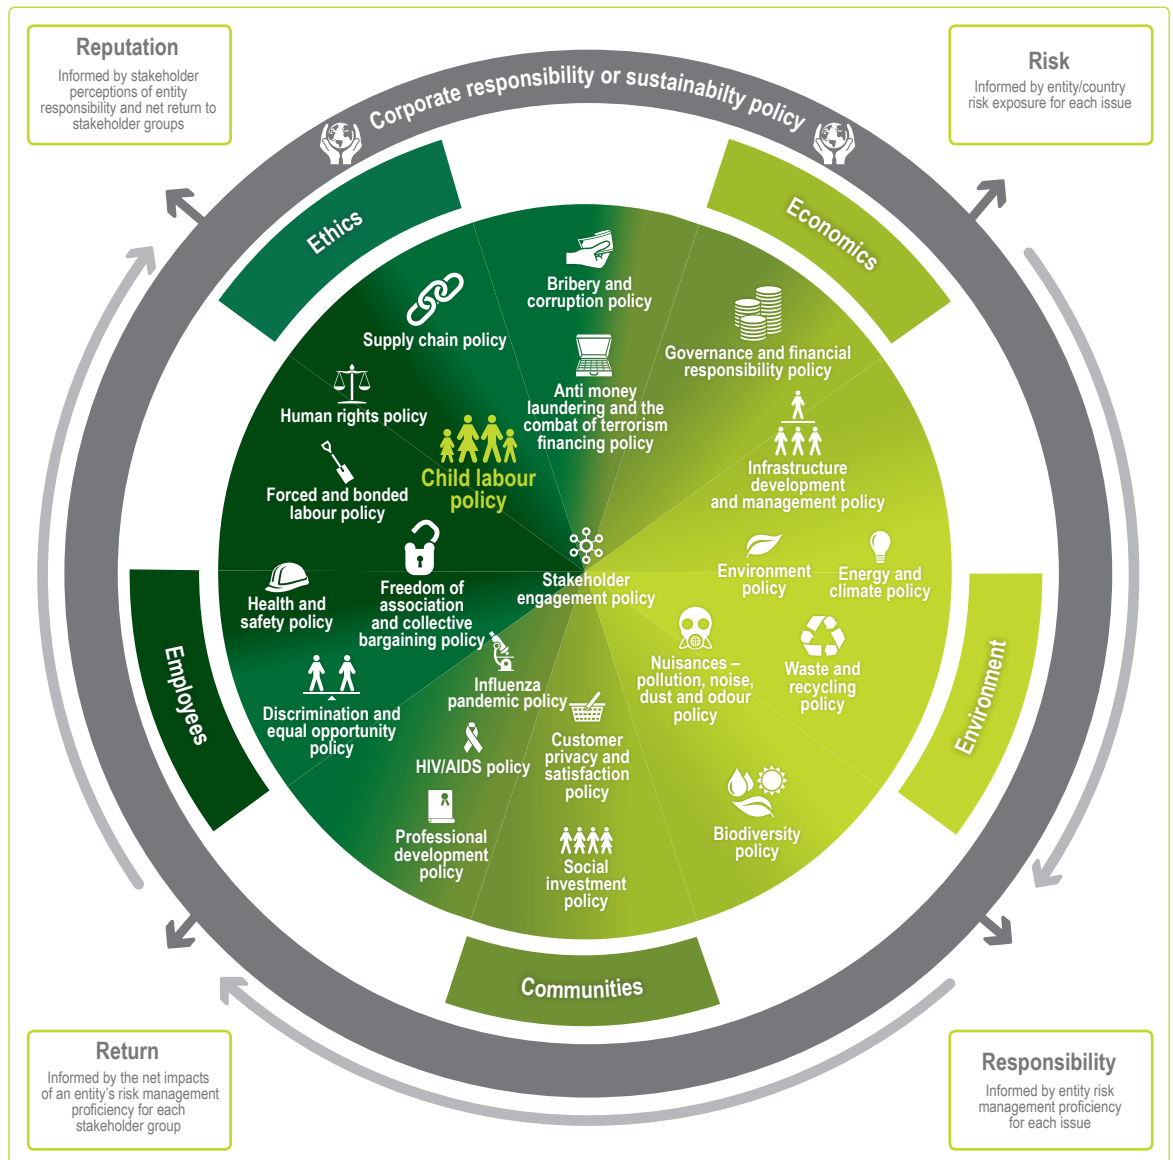 Reputation
Informed by stakeholder
perceptions of entity
responsibility and net return to
stakeholder groups
Risk
Informed by entity/country
risk exposure for each issue
Corporate responsibility or sustainabilty policy
Ethics
Economics
Bribery and
corruption policy
Supply chain policy
Governance and financial
responsibility policy
Anti money
laundering and the
combat of terrorism
financing policy
Human rights policy
Child labour
policy
Infrastructure
development
and management policy
Forced and bonded
labour policy
Stakeholder
engagement policy
Environment
policy
Energy and
climate policy
Health and
safety policy
Freedom of
association
and collective
bargaining policy
Employees
Environment
Nuisances –
pollution, noise,
dust and odour
policy
Waste and
recycling
policy
Influenza
pandemic policy
Discrimination and
equal opportunity
policy
Customer
privacy and
satisfaction
policy
HIV/AIDS policy
Professional
development
policy
Biodiversity
policy
Social
investment
policy
Communities
Return
Informed by the net impacts
of an entity's risk management
proficiency for each
stakeholder group
Responsibility
Informed by entity risk
management proficiency
for each issue